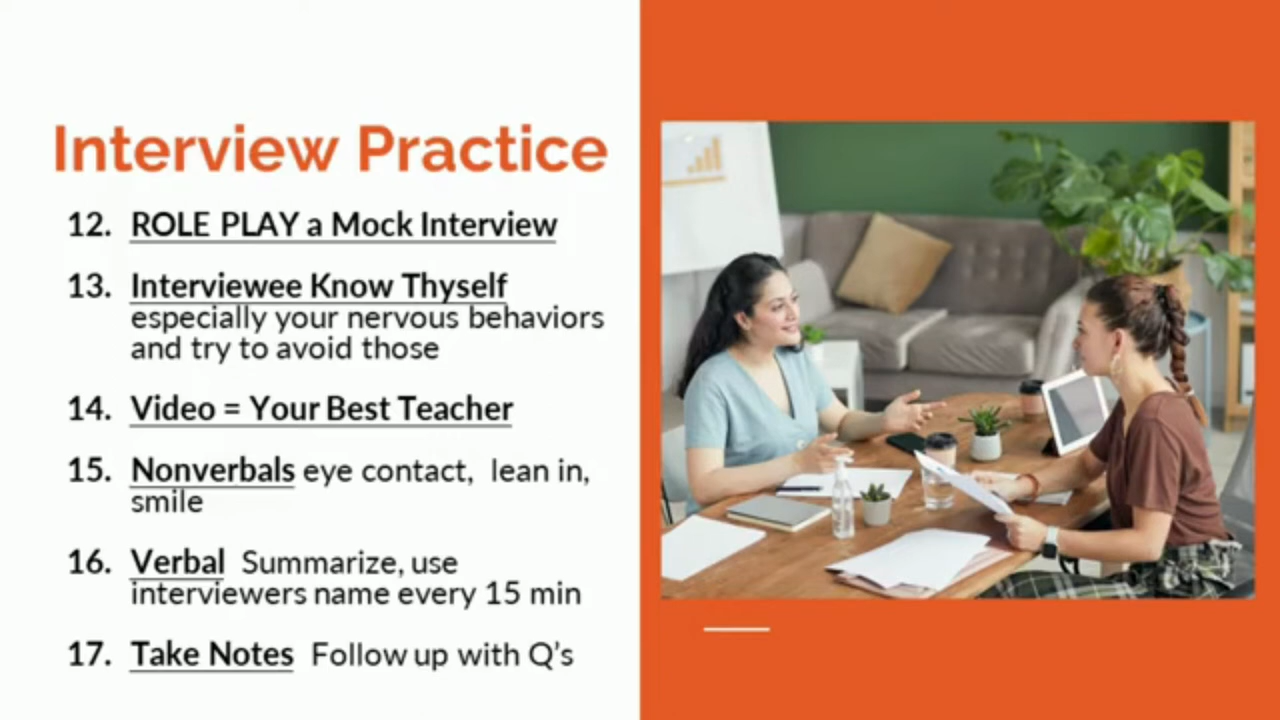 Interview Practice
12. ROLE PLAY a Mock Interview
13. Interviewee Know Thyself
especially your nervous behaviors
and try to avoid those
14. Video = Your Best Teacher
15. Nonverbals eye contact, lean in,
smile
16. Verbal Summarize, use
interviewers name every 15 min
17. Take Notes Follow up with Q's